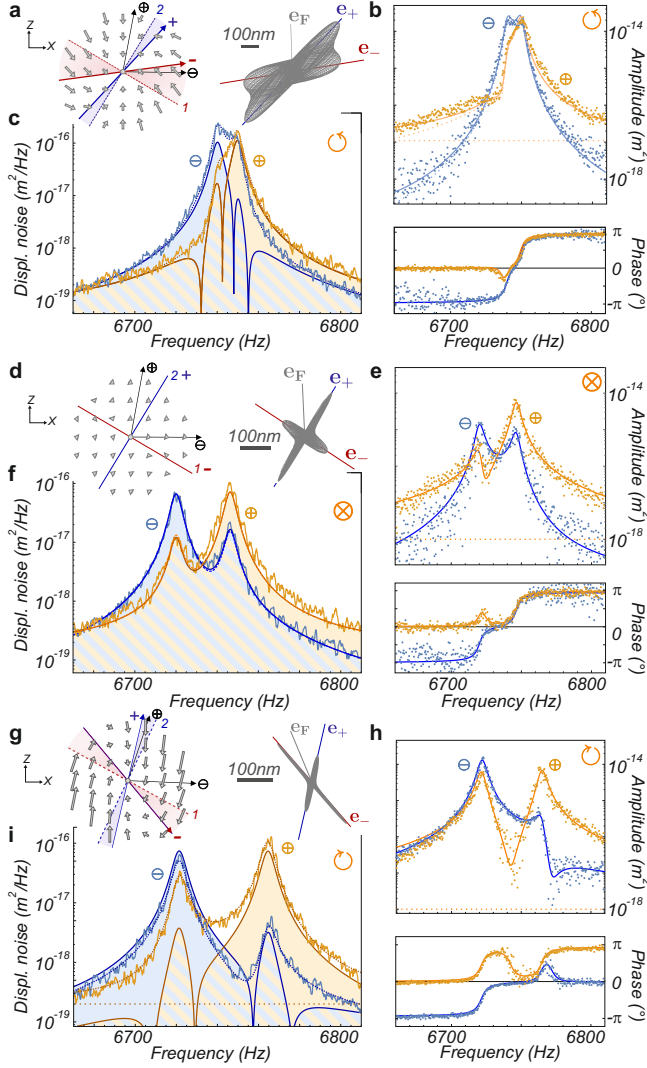 a
z
x
⊕
2
+
-
⊖
1
100nm
e_F
e_+
e_-
b
⊖
⊕
10^-14
10^-18
Amplitude (m²)
π
0
-π
Phase (°)
6700
6800
Frequency (Hz)
c
10^-16
10^-17
10^-18
10^-19
Displ. noise (m²/Hz)
⊖
⊕
6700
6800
Frequency (Hz)
d
z
x
⊕
2 +
⊖
1 -
100nm
e_F
e_+
e_-
e
⊖
⊕
10^-14
10^-18
Amplitude (m²)
π
0
-π
Phase (°)
6700
6800
Frequency (Hz)
f
10^-16
10^-17
10^-18
10^-19
Displ. noise (m²/Hz)
⊖
⊕
6700
6800
Frequency (Hz)
g
z
x
+
⊕
2
⊖
1
-
100nm
e_F
e_+
e_-
h
⊖
⊕
10^-14
10^-18
Amplitude (m²)
π
0
-π
Phase (°)
6700
6800
Frequency (Hz)
i
10^-16
10^-17
10^-18
10^-19
Displ. noise (m²/Hz)
⊖
⊕
6700
6800
Frequency (Hz)